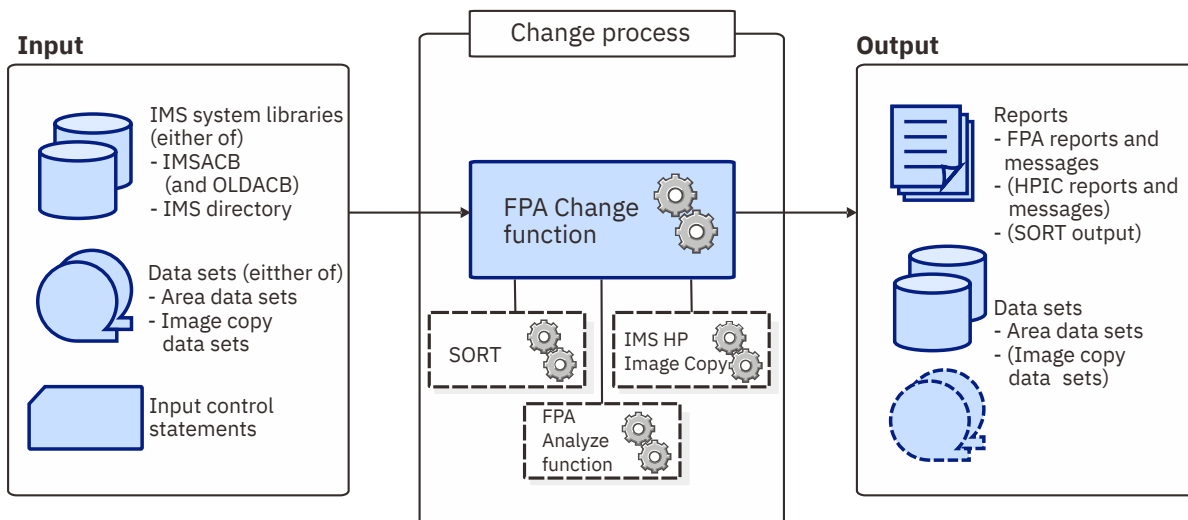 Input
IMS system libraries
(either of)
- IMSACB
(and OLDACB)
- IMS directory
Data sets (eitther of)
- Area data sets
- Image copy
data sets
Input control
statements
Change process
FPA Change
function
SORT
IMS HP
Image Copy
FPA
Analyze
function
Output
Reports
- FPA reports and
messages
- (HPIC reports and
messages)
- (SORT output)
Data sets
- Area data sets
- (Image copy
data sets)